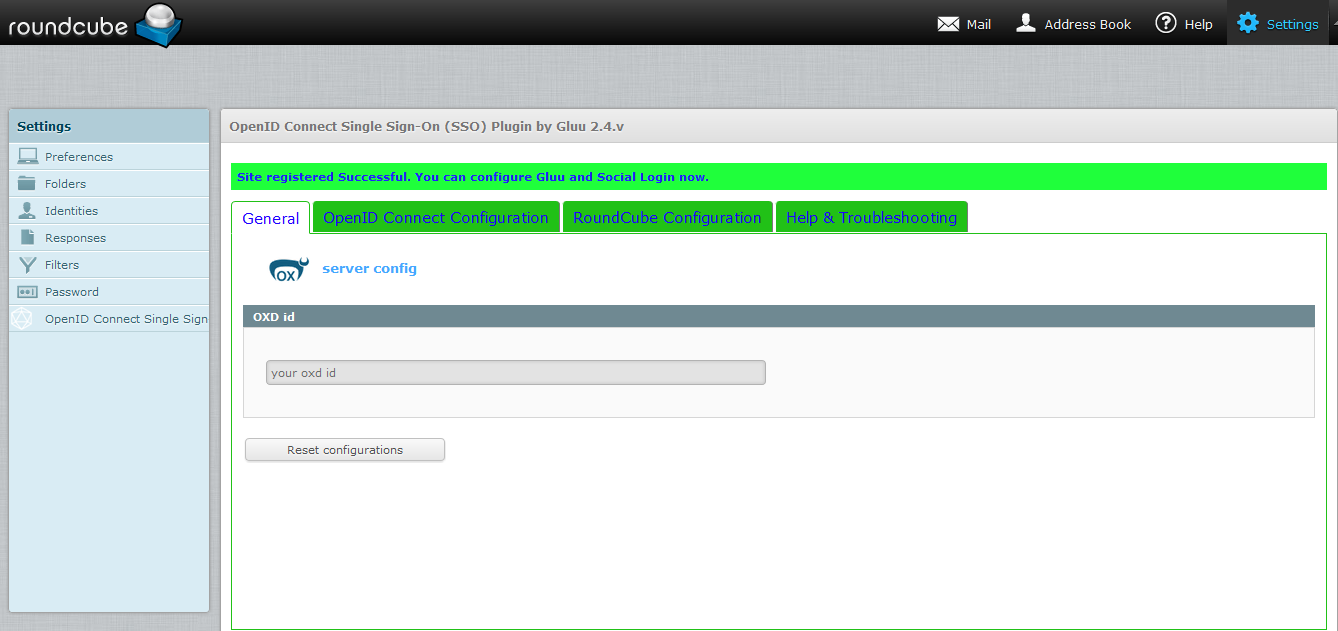 roundcube
Mail
Address Book
Help
Settings
Settings
Preferences
Folders
Identities
Responses
Filters
Password
OpenID Connect Single Sign
OpenID Connect Single Sign-On (SSO) Plugin by Gluu 2.4.v
Site registered Successful. You can configure Gluu and Social Login now.
General
OpenID Connect Configuration
RoundCube Configuration
Help & Troubleshooting
OX
server config
OXD id
your oxd id
Reset configurations